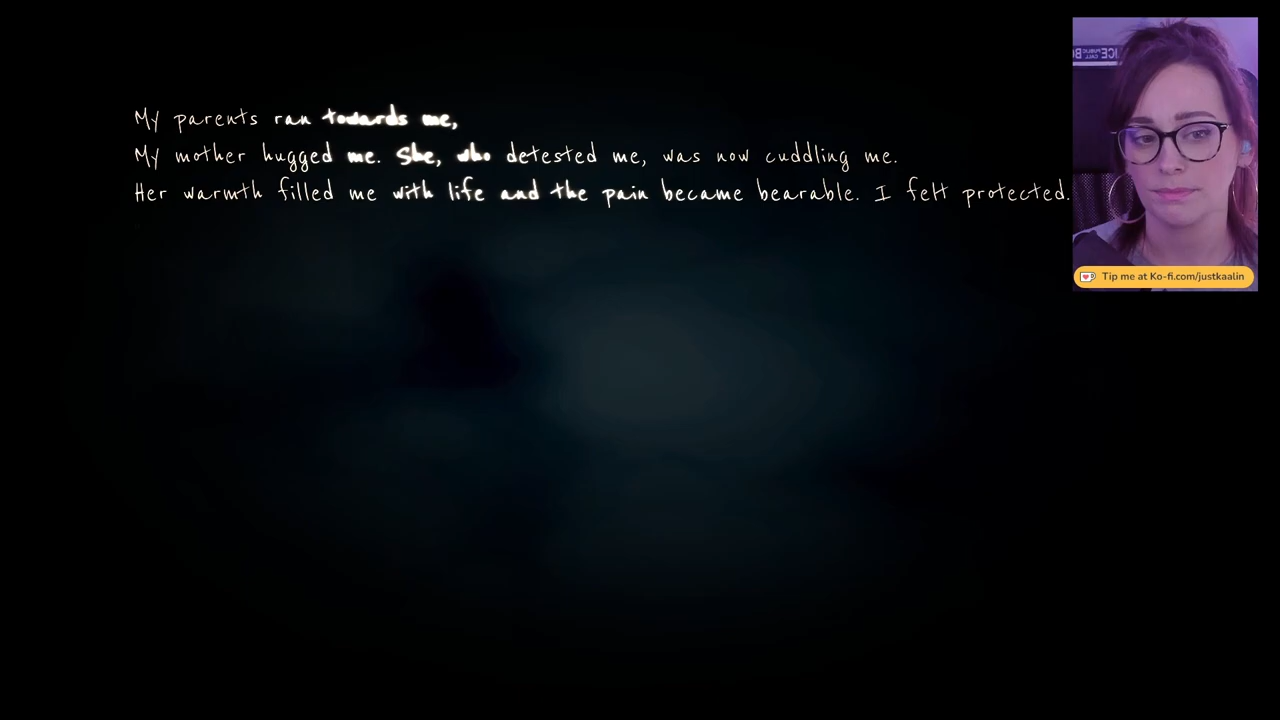 My parents ran towards me,
My mother hugged me. She, who detested me, was now cuddling me.
Her warmth filled me with life and the pain became bearable. I felt protected.
Tip me at Ko-fi.com/justkaalin